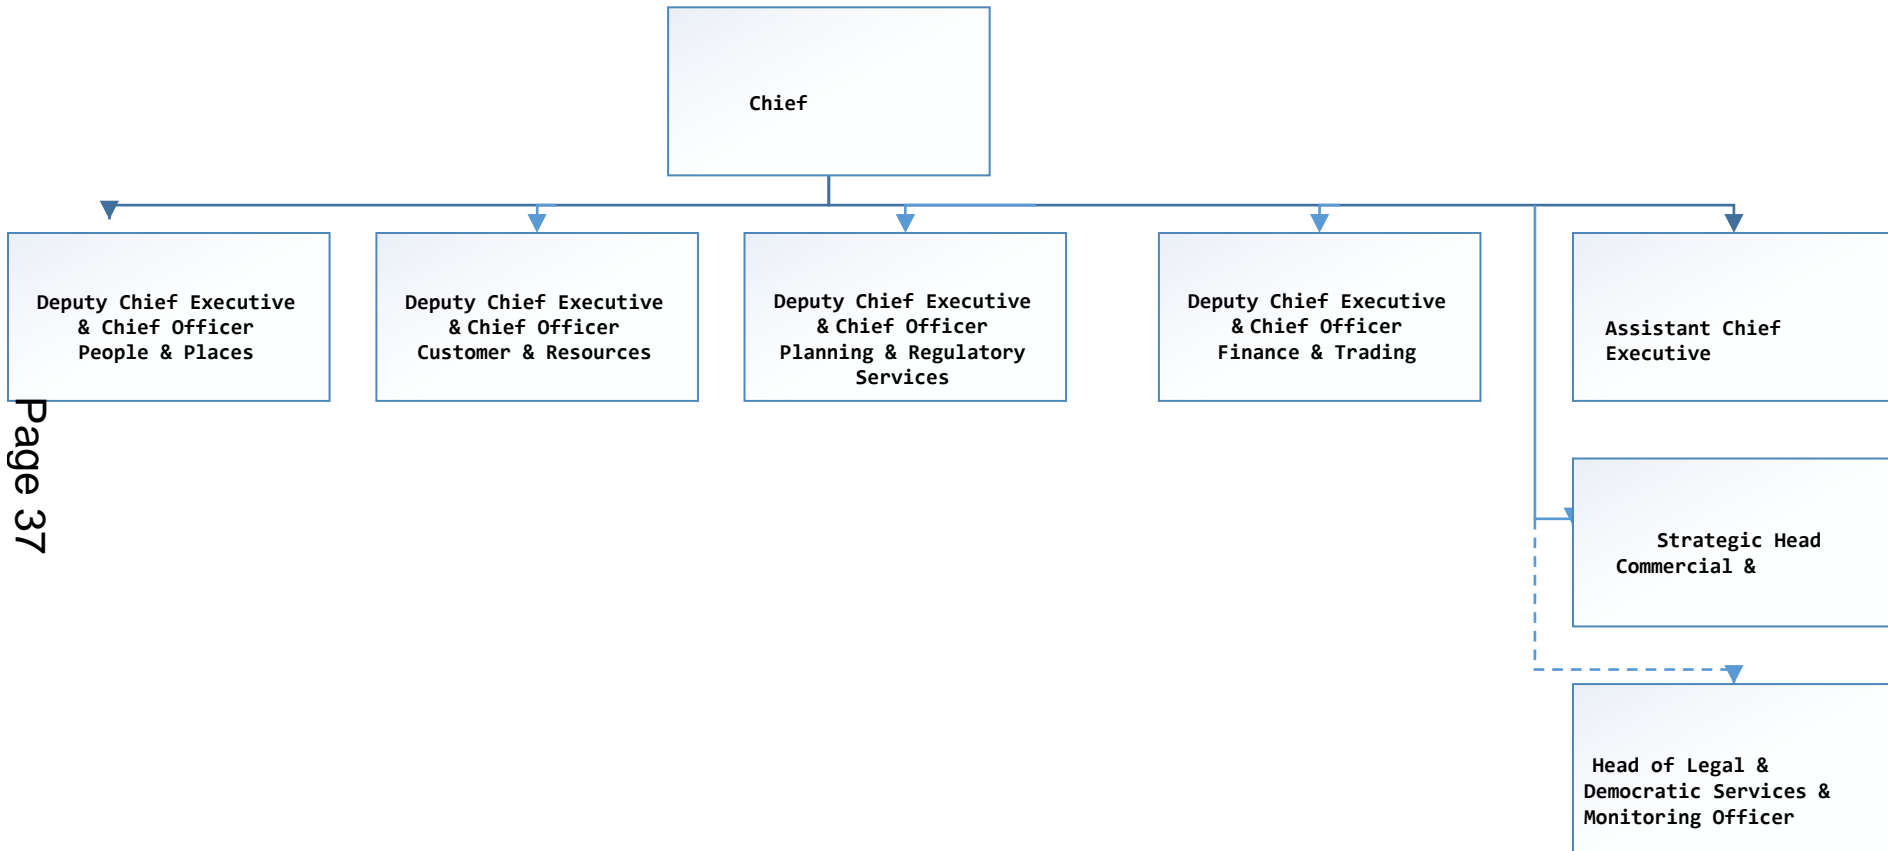 Chief
Deputy Chief Executive
& Chief Officer
People & Places
Deputy Chief Executive
& Chief Officer
Customer & Resources
Deputy Chief Executive
& Chief Officer
Planning & Regulatory
Services
Deputy Chief Executive
& Chief Officer
Finance & Trading
Assistant Chief
Executive
Strategic Head
Commercial &
Head of Legal &
Democratic Services &
Monitoring Officer
Page 37